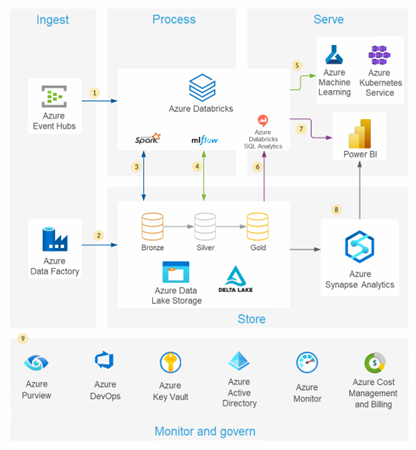 Ingest
Process
Serve
1
Azure
Event Hubs
Azure Databricks
Spark
mlflow
Azure
Databricks
SQL Analytics
5
Azure
Machine
Learning
Azure
Kubernetes
Service
7
Power BI
3
4
6
2
Azure
Data Factory
Bronze
Silver
Gold
Azure Data
Lake Storage
DELTA LAKE
8
Azure
Synapse Analytics
Store
9
Azure
Purview
Azure
DevOps
Azure
Key Vault
Azure
Active
Directory
Azure
Monitor
Azure Cost
Management
and Billing
Monitor and govern